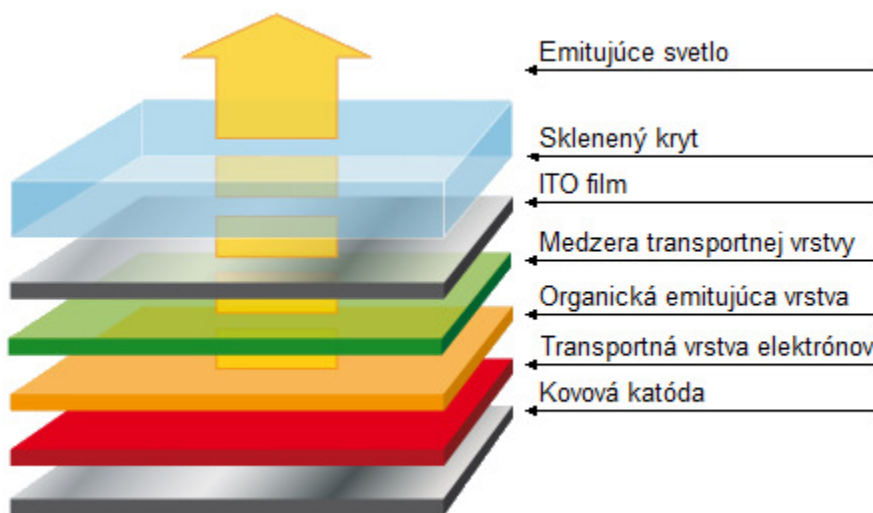 Emitujúce svetlo
Sklenený kryt
ITO film
Medzera transportnej vrstvy
Organická emitujúca vrstva
Transportná vrstva elektrónov
Kovová katóda